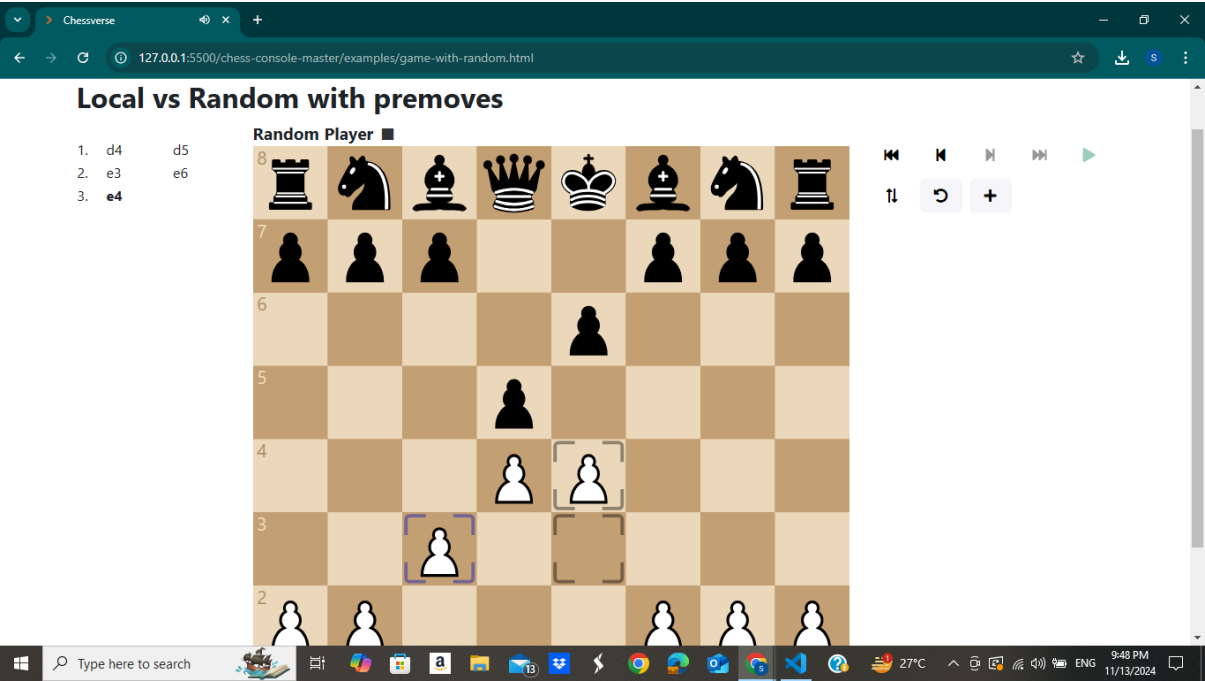 Chessverse
127.0.0.1:5500/chess-console-master/examples/game-with-random.html
S
Local vs Random with premoves
Random Player
1. d4 d5
2. e3 e6
3. e4
8
7
6
5
4
3
2
Type here to search
a
13
S
1
27°C
ENG
9:48 PM
11/13/2024